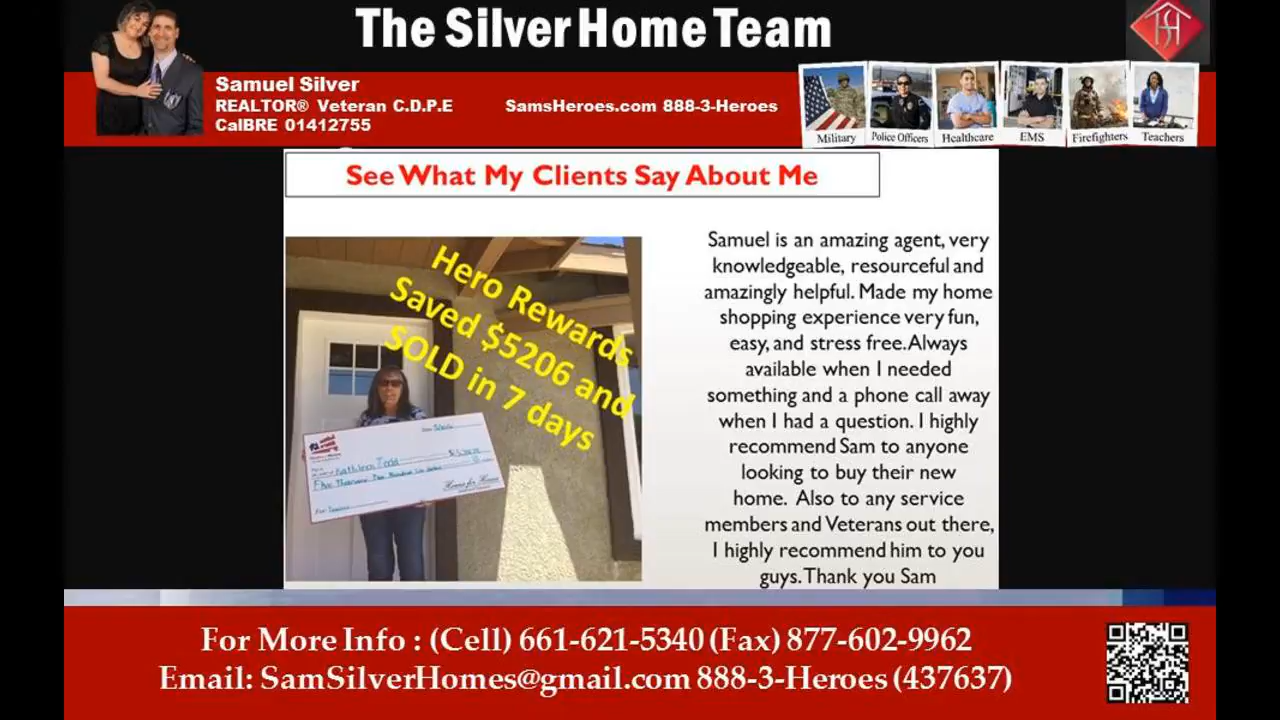 The Silver Home Team
Samuel Silver
REALTOR® Veteran C.D.P.E
SamsHeroes.com 888-3-Heroes
CalBRE 01412755
Military
Police Officers
Healthcare
EMS
Firefighters
Teachers
See What My Clients Say About Me
Hero Rewards
Saved $5206 and
SOLD in 7 days
Kathleen Todd
Samuel is an amazing agent, very
knowledgeable, resourceful and
amazingly helpful. Made my home
shopping experience very fun,
easy, and stress free. Always
available when I needed
something and a phone call away
when I had a question. I highly
recommend Sam to anyone
looking to buy their new
home. Also to any service
members and Veterans out there,
I highly recommend him to you
guys. Thank you Sam
For More Info : (Cell) 661-621-5340 (Fax) 877-602-9962
Email: SamSilverHomes@gmail.com 888-3-Heroes (437637)